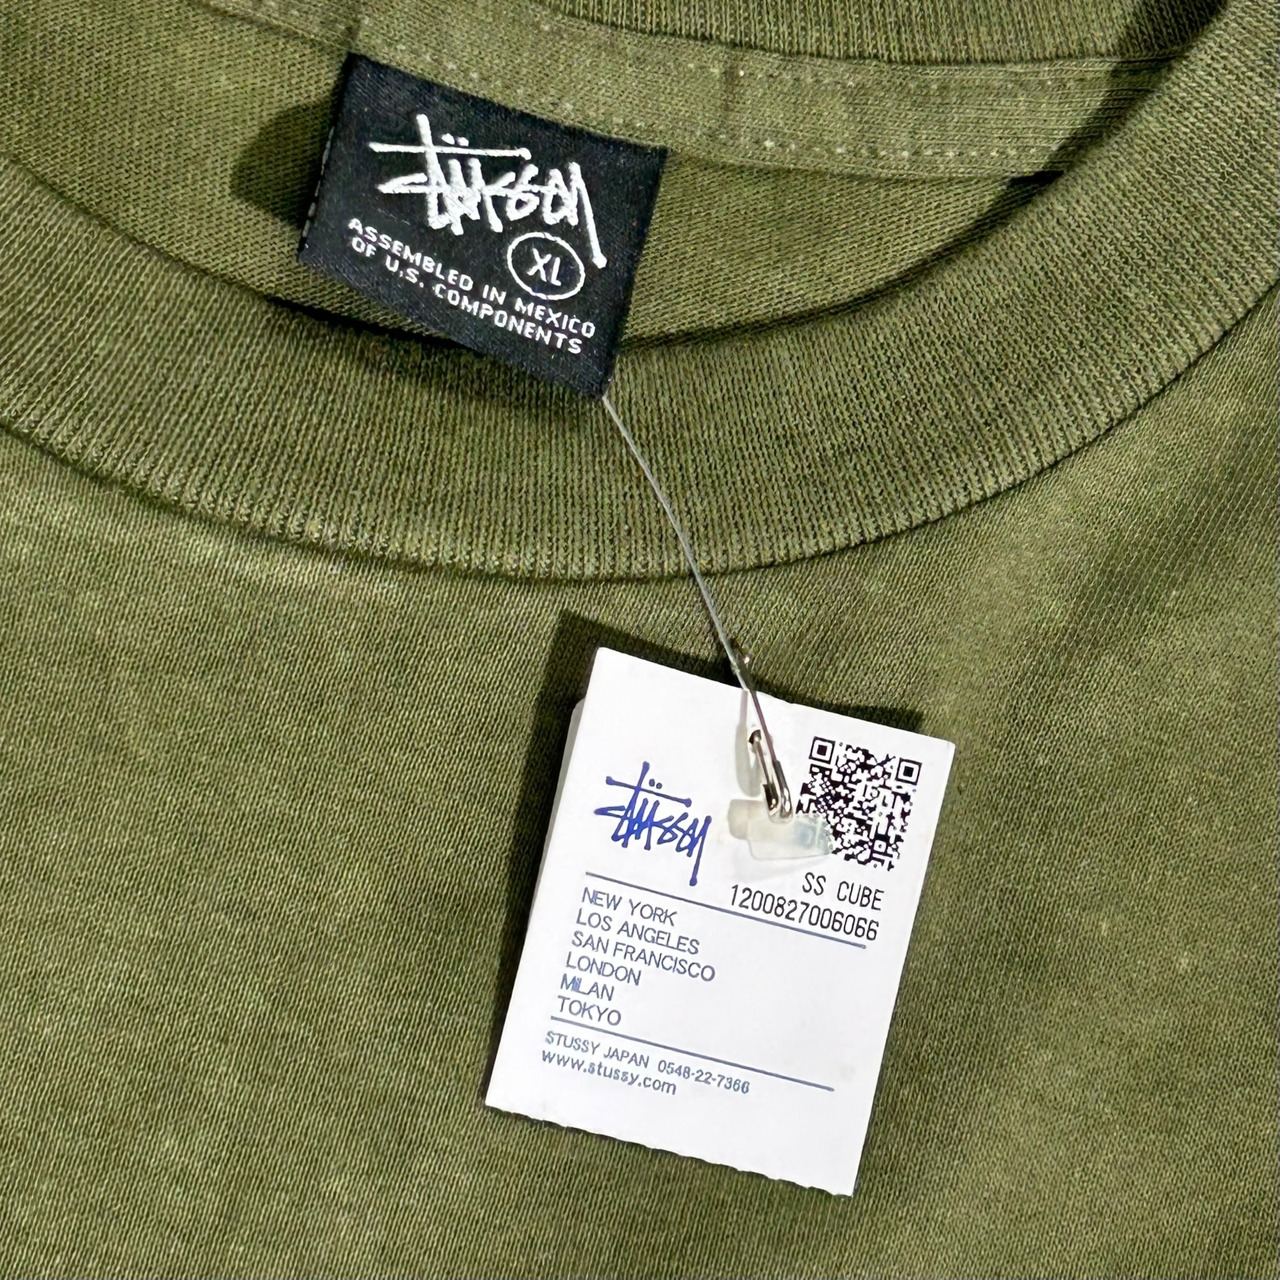 Stüssy
XL
ASSEMBLED IN MEXICO
OF U.S. COMPONENTS
Stüssy
SS CUBE
1200827006066
NEW YORK
LOS ANGELES
SAN FRANCISCO
LONDON
MILAN
TOKYO
STUSSY JAPAN 0548-22-7366
www.stussy.com